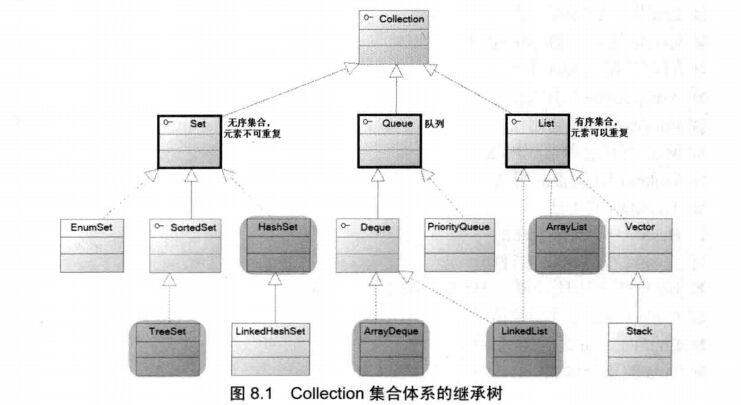 Collection
Set
无序集合，
元素不可重复
Queue
队列
List
有序集合，
元素可以重复
EnumSet
SortedSet
HashSet
Deque
PriorityQueue
ArrayList
Vector
TreeSet
LinkedHashSet
ArrayDeque
LinkedList
Stack
图 8.1 Collection 集合体系的继承树